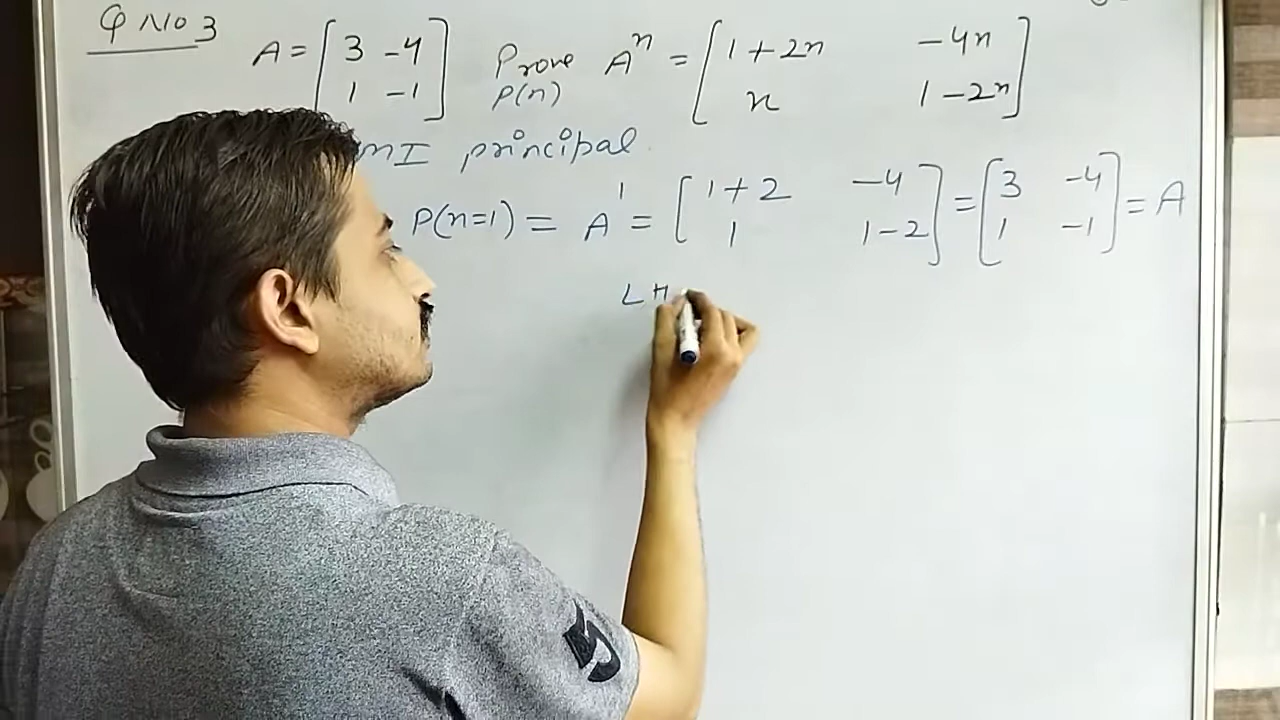 Q No 3
A = [ 3 -4 Prove A^n = [ 1 + 2n -4n
1 -1 ] P(n) n 1 - 2n ]
MI principal.
P(n=1) = A^1 = [ 1 + 2 -4 ] = [ 3 -4 ] = A
1 1 - 2 1 -1
LH